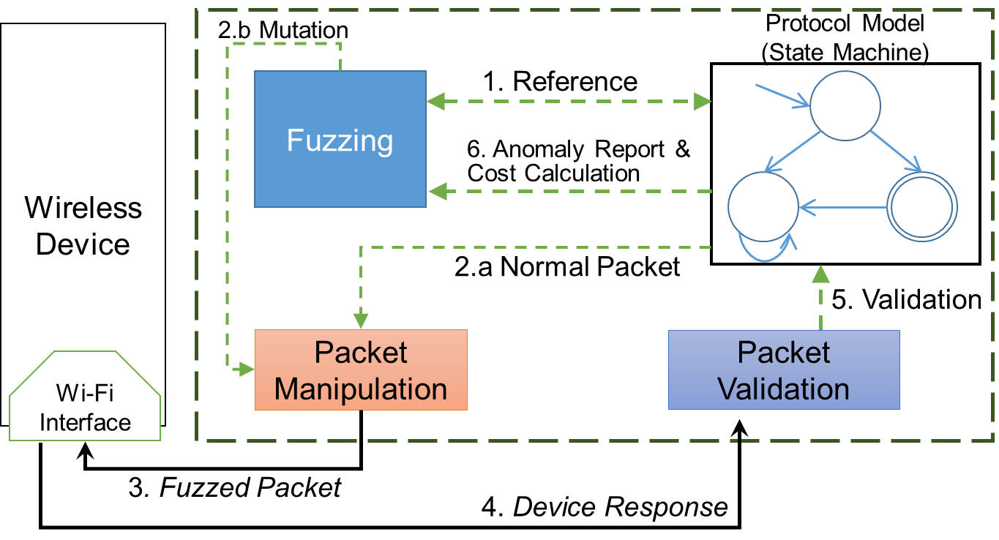 2.b Mutation
Protocol Model
(State Machine)
1. Reference
Fuzzing
6. Anomaly Report &
Cost Calculation
Wireless
Device
2.a Normal Packet
5. Validation
Packet
Manipulation
Packet
Validation
Wi-Fi
Interface
3. Fuzzed Packet
4. Device Response